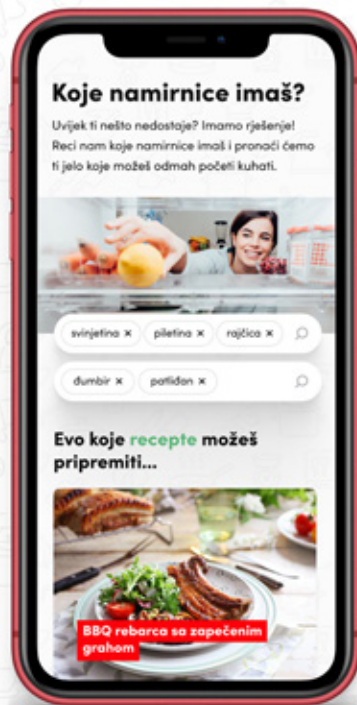 Koje namirnice imaš?
Uvijek ti nešto nedostaje? Imamo rješenje!
Reci nam koje namirnice imaš i pronaći ćemo
ti jelo koje možeš odmah početi kuhati.
svinjetina × piletina × rajčica ×
đumbir × patliđan ×
Evo koje recepte možeš
pripremiti...
BBQ rebarca sa zapečenim
grahom